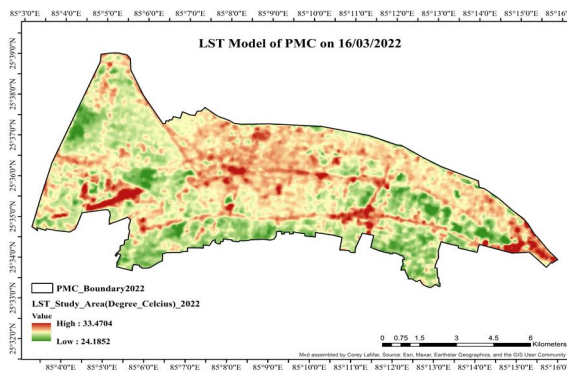 85°3'0"E 85°4'0"E 85°5'0"E 85°6'0"E 85°7'0"E 85°8'0"E 85°9'0"E 85°10'0"E 85°11'0"E 85°12'0"E 85°13'0"E 85°14'0"E 85°15'0"E 85°16'0"E
LST Model of PMC on 16/03/2022
25°39'0"N
25°38'0"N
25°37'0"N
25°36'0"N
25°35'0"N
25°34'0"N
25°33'0"N
25°32'0"N
PMC_Boundary2022
LST_Study_Area(Degree_Celcius)_2022
Value
High : 33.4704
Low : 24.1852
0 0.75 1.5 3 4.5 6
Kilometers
Mxd assembled by Corey LaMar, Source: Esri, Maxar, Earthstar Geographics, and the GIS User Community
85°4'0"E 85°5'0"E 85°6'0"E 85°7'0"E 85°8'0"E 85°9'0"E 85°10'0"E 85°11'0"E 85°12'0"E 85°13'0"E 85°14'0"E 85°15'0"E 85°16'0"E